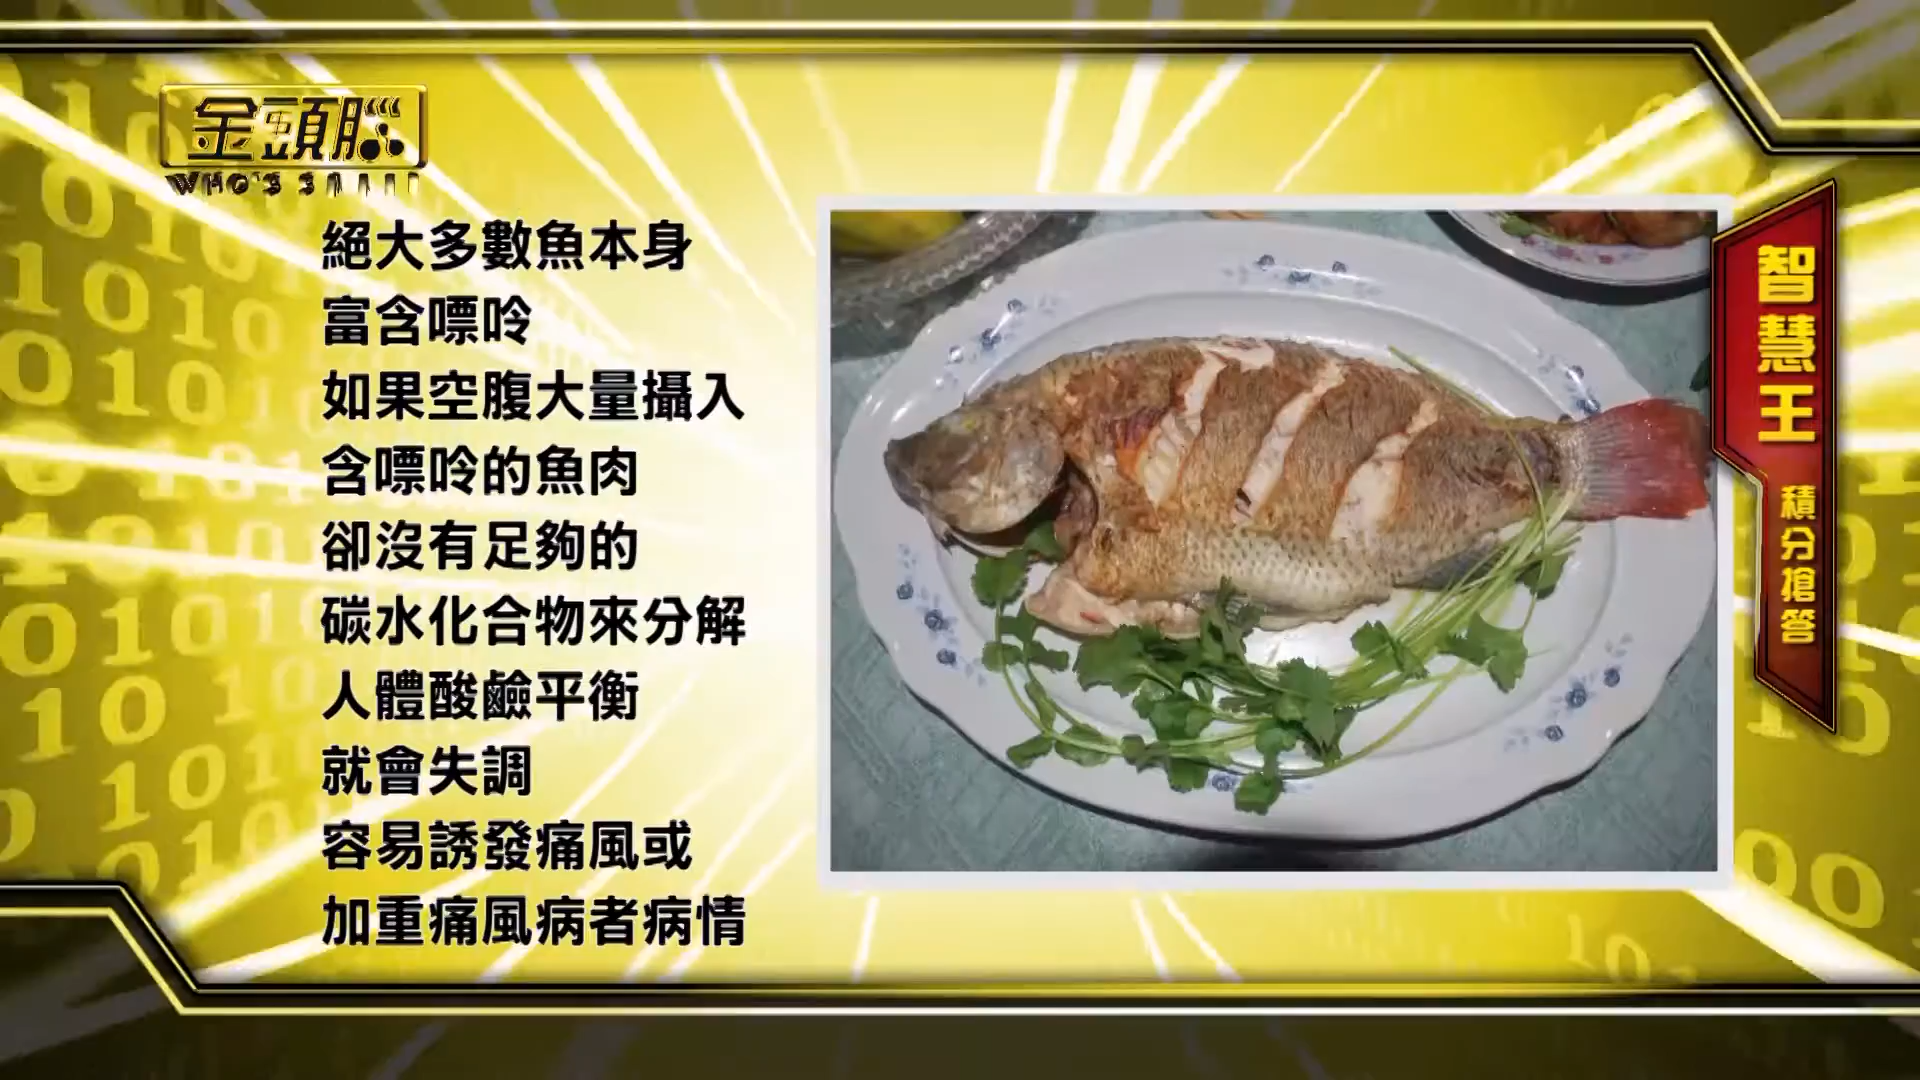 金頭腦
絕大多數魚本身
富含嘌呤
如果空腹大量攝入
含嘌呤的魚肉
卻沒有足夠的
碳水化合物來分解
人體酸鹼平衡
就會失調
容易誘發痛風或
加重痛風病者病情
智慧王
積分搶答